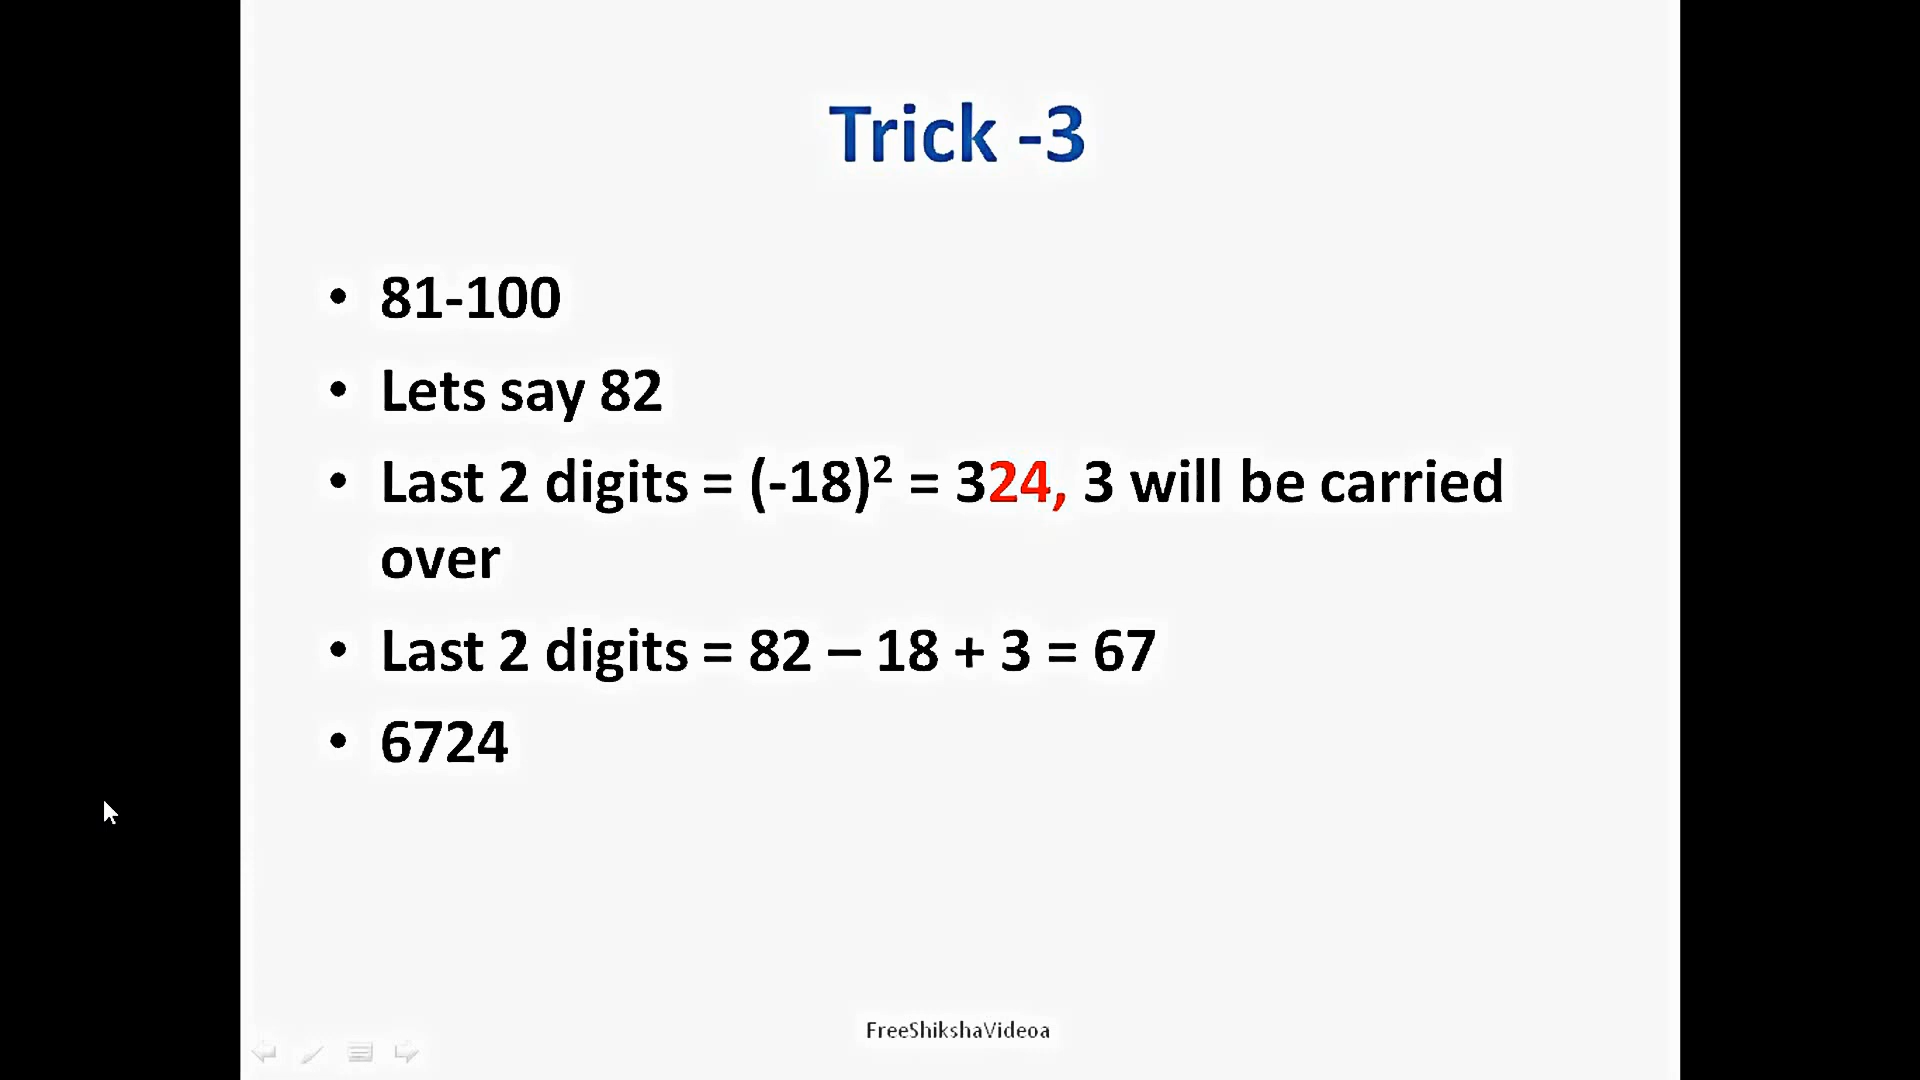 Trick -3
• 81-100
• Lets say 82
• Last 2 digits = (-18)² = 324, 3 will be carried
over
• Last 2 digits = 82 – 18 + 3 = 67
• 6724
FreeShikshaVideoa